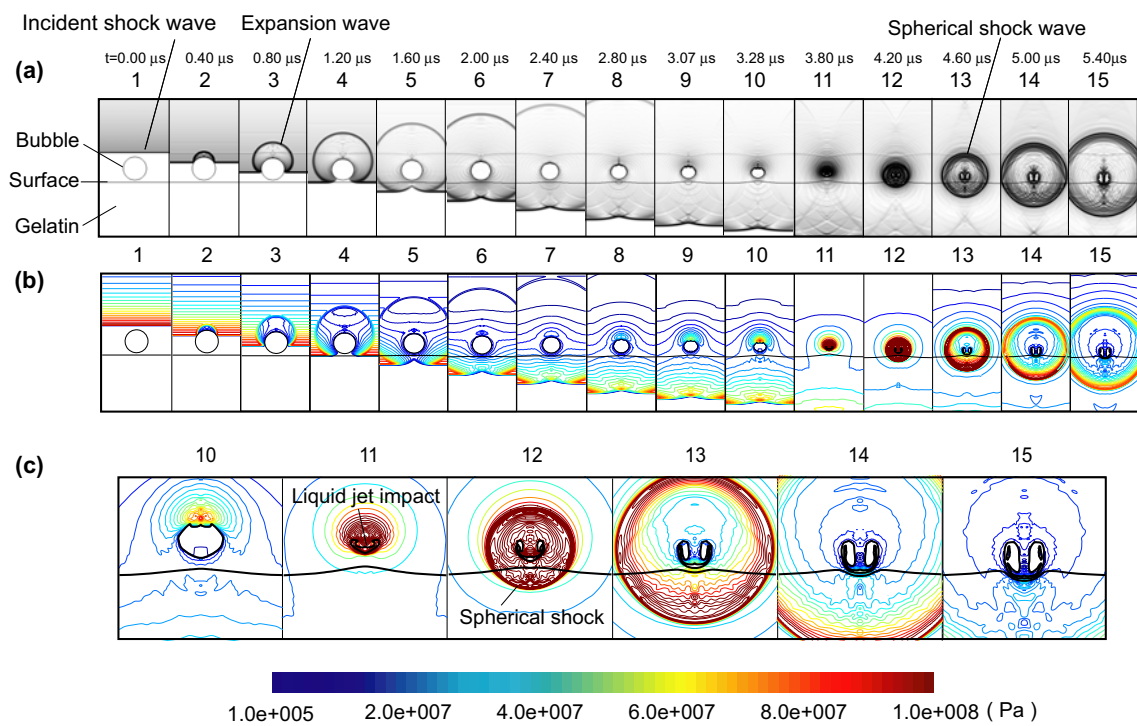 Incident shock wave
Expansion wave
Spherical shock wave
(a)
t=0.00 μs 0.40 μs 0.80 μs 1.20 μs 1.60 μs 2.00 μs 2.40 μs 2.80 μs 3.07 μs 3.28 μs 3.80 μs 4.20 μs 4.60 μs 5.00 μs 5.40μs
1 2 3 4 5 6 7 8 9 10 11 12 13 14 15
Bubble
Surface
Gelatin
1 2 3 4 5 6 7 8 9 10 11 12 13 14 15
(b)
(c)
10 11 12 13 14 15
Liquid jet impact
Spherical shock
1.0e+005 2.0e+007 4.0e+007 6.0e+007 8.0e+007 1.0e+008 ( Pa )